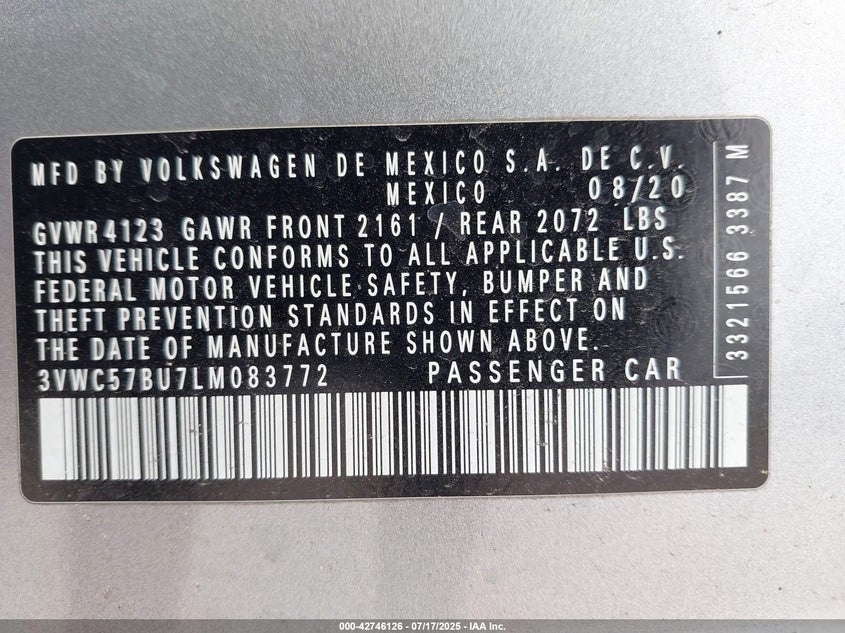 MFD BY VOLKSWAGEN DE MEXICO S.A. DE C.V.
MEXICO 08/20
GVWR4123 GAWR FRONT 2161 / REAR 2072 LBS
THIS VEHICLE CONFORMS TO ALL APPLICABLE U.S.
FEDERAL MOTOR VEHICLE SAFETY, BUMPER AND
THEFT PREVENTION STANDARDS IN EFFECT ON
THE DATE OF MANUFACTURE SHOWN ABOVE.
3VWC57BU7LM083772 PASSENGER CAR
3321566 3387 M
000-42746126 - 07/17/2025 - IAA Inc.